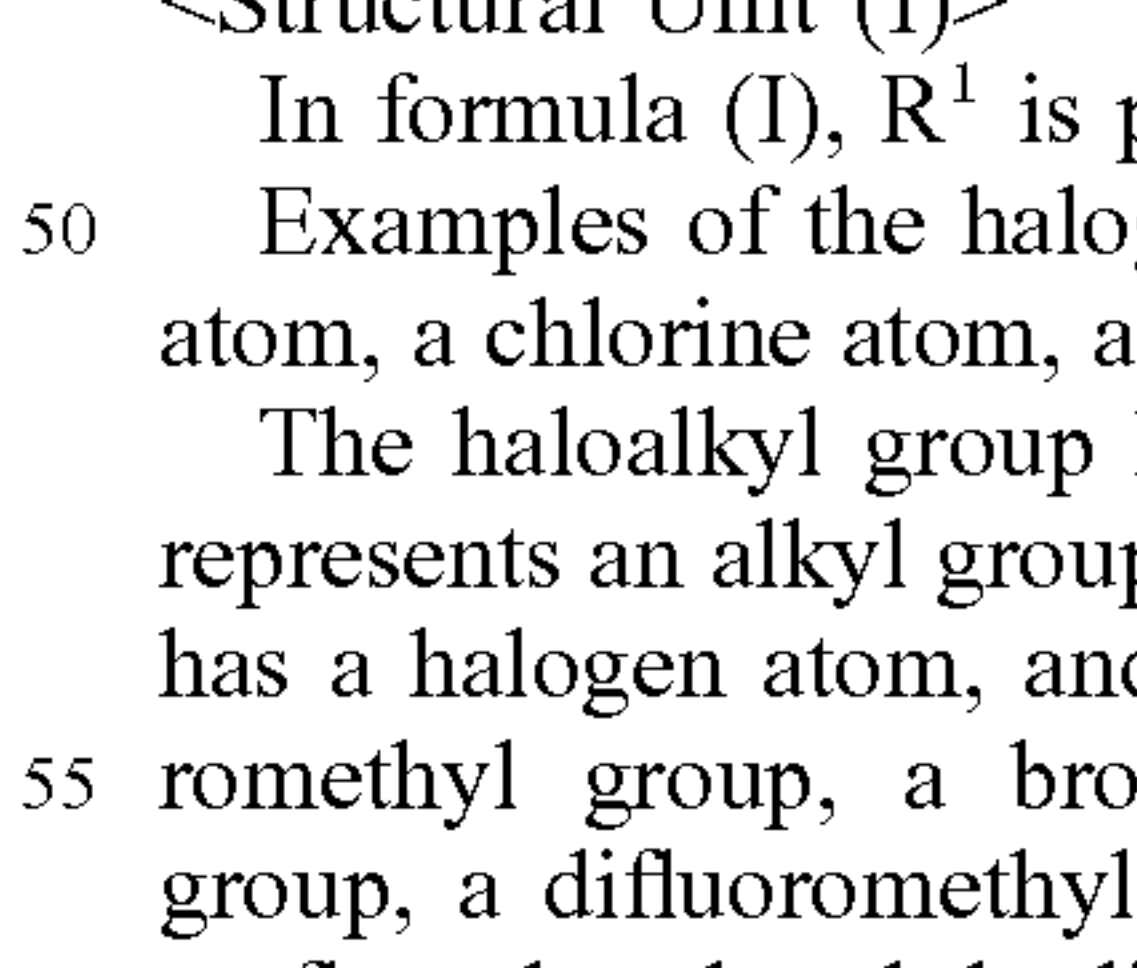 <Structural Unit (I)>
In formula (I), R¹ is
50 Examples of the
atom, a chlorine atom, a
The haloalkyl group
represents an alkyl group
has a halogen atom, and
55 romethyl group, a bro
group, a difluoromethyl